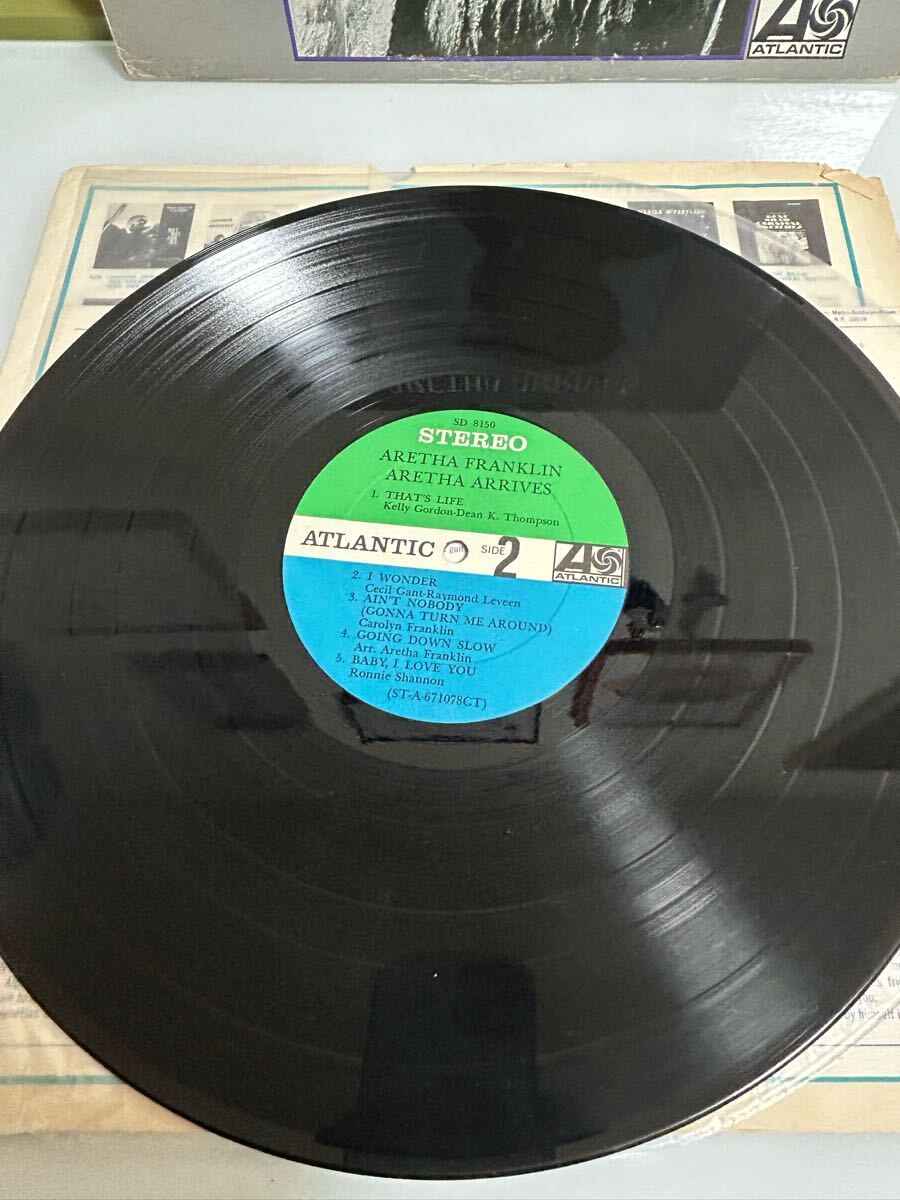 ATLANTIC
SD 8150
STEREO
ARETHA FRANKLIN
ARETHA ARRIVES
1. THAT'S LIFE
Kelly Gordon-Dean K. Thompson
ATLANTIC
SIDE 2
ATLANTIC
2. I WONDER
Cecil Gant-Raymond Leveen
3. AIN'T NOBODY
(GONNA TURN ME AROUND)
Carolyn Franklin
4. GOING DOWN SLOW
Arr. Aretha Franklin
5. BABY, I LOVE YOU
Ronnie Shannon
(ST-A-671078CT)
by himself